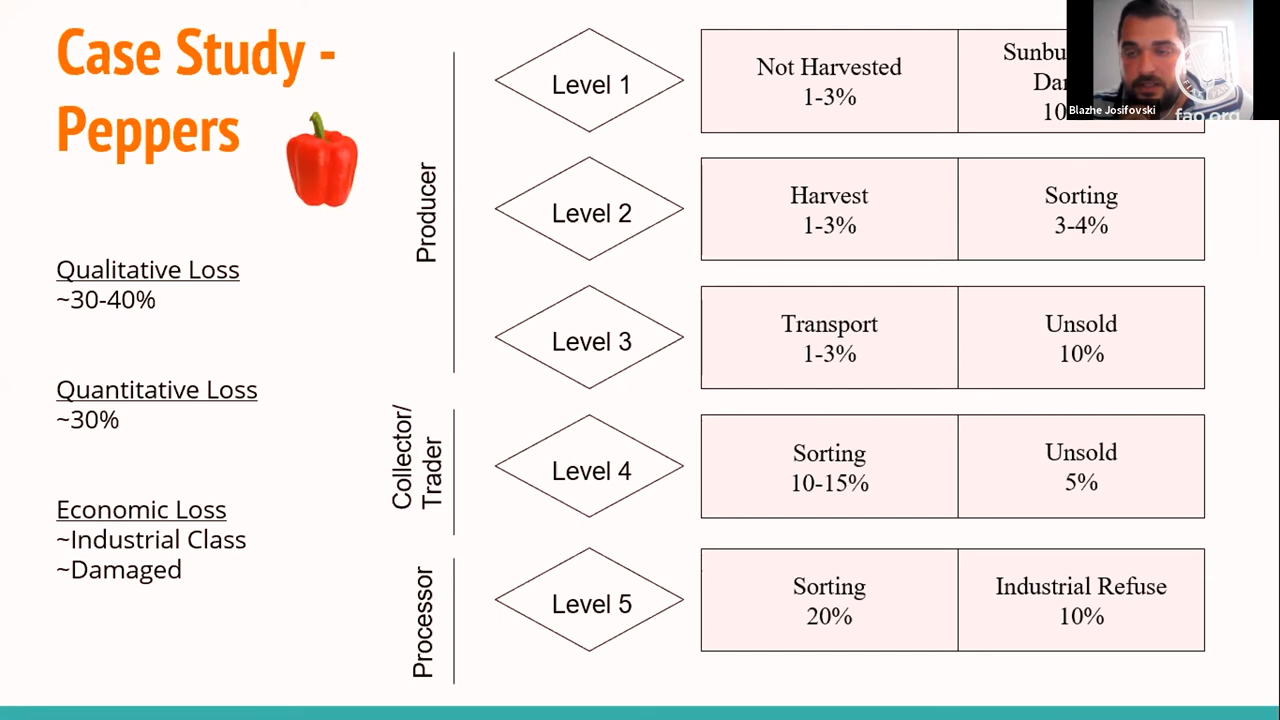 Case Study -
Peppers
Qualitative Loss
~30-40%
Quantitative Loss
~30%
Economic Loss
~Industrial Class
~Damaged
Producer
Collector/
Trader
Processor
Level 1
Not Harvested
1-3%
Level 2
Harvest
1-3%
Sorting
3-4%
Level 3
Transport
1-3%
Unsold
10%
Level 4
Sorting
10-15%
Unsold
5%
Level 5
Sorting
20%
Industrial Refuse
10%
Blazhe Josifovski
fao.org